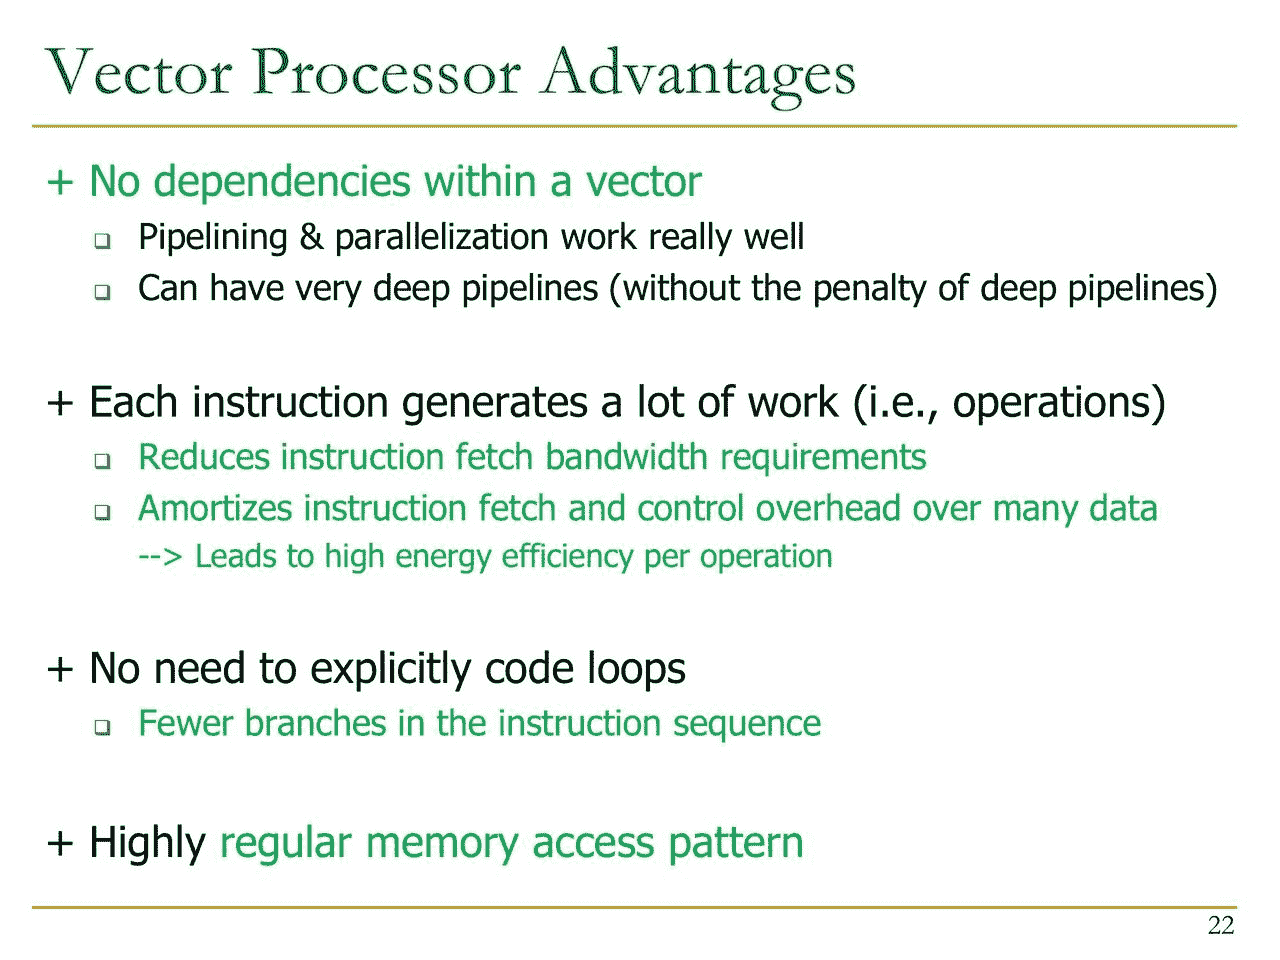 Vector Processor Advantages
+ No dependencies within a vector
❑ Pipelining & parallelization work really well
❑ Can have very deep pipelines (without the penalty of deep pipelines)
+ Each instruction generates a lot of work (i.e., operations)
❑ Reduces instruction fetch bandwidth requirements
❑ Amortizes instruction fetch and control overhead over many data
--> Leads to high energy efficiency per operation
+ No need to explicitly code loops
❑ Fewer branches in the instruction sequence
+ Highly regular memory access pattern
22